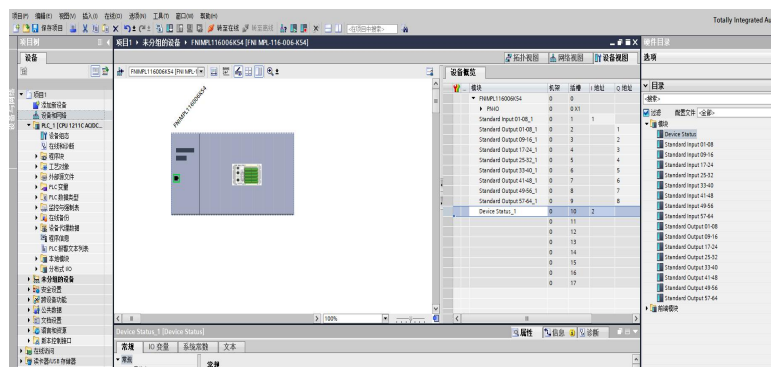 项目(P) 编辑(E) 视图(V) 插入(I) 在线(O) 选项(N) 工具(T) 窗口(W) 帮助(H)
Totally Integrated Au
保存项目 转至在线 转至离线 <在项目中搜索>
项目树
项目1 ▸ 未分组的设备 ▸ FNIMPL116006K54 [FNI MPL-116-006-K54]
硬件目录
设备
拓扑视图 网络视图 设备视图
选项
FNIMPL116006K54 [FNI MPL-1
设备概览
模块 机架 插槽 I 地址 Q 地址
目录
<搜索>
过滤 配置文件 <全部>
项目1
添加新设备
设备和网络
PLC_1 [CPU 1211C AC/DC...
设备组态
在线和诊断
程序块
工艺对象
外部源文件
PLC 变量
PLC 数据类型
监控与强制表
在线备份
设备代理数据
程序信息
PLC 报警文本列表
本地模块
分布式 I/O
未分组的设备
安全设置
跨设备功能
公共数据
文档设置
语言和资源
版本控制接口
在线访问
读卡器/USB 存储器
FNIMPL116006K54
FNIMPL116006K54 0 0
PNIO 0 0 X1
Standard Input 01-08_1 0 1 1
Standard Output 01-08_1 0 2 1
Standard Output 09-16_1 0 3 2
Standard Output 17-24_1 0 4 3
Standard Output 25-32_1 0 5 4
Standard Output 33-40_1 0 6 5
Standard Output 41-48_1 0 7 6
Standard Output 49-56_1 0 8 7
Standard Output 57-64_1 0 9 8
Device Status_1 0 10 2
0 11
0 12
0 13
0 14
0 15
0 16
0 17
模块
Device Status
Standard Input 01-08
Standard Input 09-16
Standard Input 17-24
Standard Input 25-32
Standard Input 33-40
Standard Input 41-48
Standard Input 49-56
Standard Input 57-64
Standard Output 01-08
Standard Output 09-16
Standard Output 17-24
Standard Output 25-32
Standard Output 33-40
Standard Output 41-48
Standard Output 49-56
Standard Output 57-64
前端模块
100%
Device Status_1 [Device Status]
属性 信息 诊断
常规 IO 变量 系统常数 文本
常规
常规